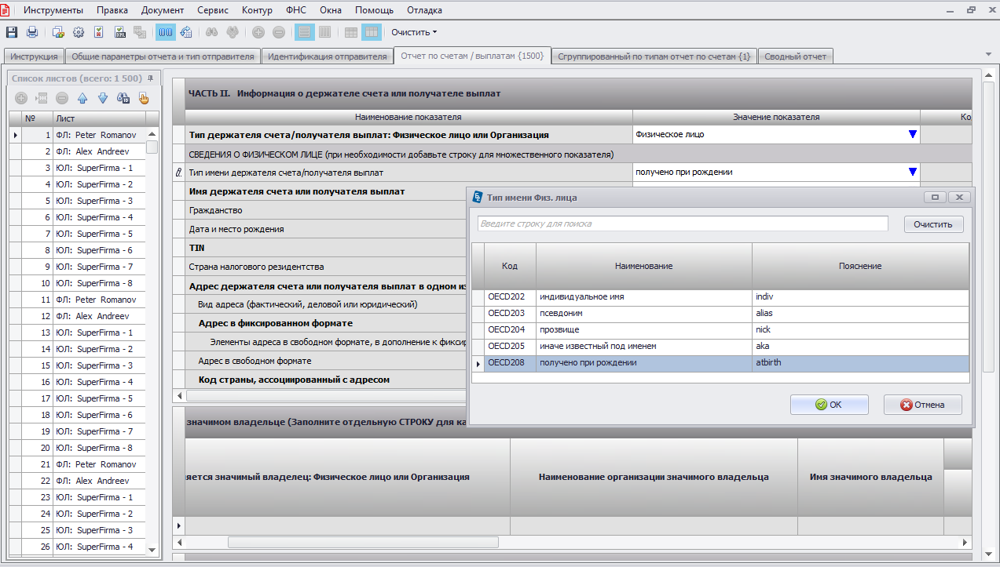 Инструменты Правка Документ Сервис Контур ФНС Окна Помощь Отладка
Очистить
Инструкция Общие параметры отчета и тип отправителя Идентификация отправителя Отчет по счетам / выплатам {1500} Сгруппированный по типам отчет по счетам {1} Сводный отчет
Список листов (всего: 1 500)
№ Лист
1 ФЛ: Peter Romanov
2 ФЛ: Alex Andreev
3 ЮЛ: SuperFirma - 1
4 ЮЛ: SuperFirma - 2
5 ЮЛ: SuperFirma - 3
6 ЮЛ: SuperFirma - 4
7 ЮЛ: SuperFirma - 5
8 ЮЛ: SuperFirma - 6
9 ЮЛ: SuperFirma - 7
10 ЮЛ: SuperFirma - 8
11 ФЛ: Peter Romanov
12 ФЛ: Alex Andreev
13 ЮЛ: SuperFirma - 1
14 ЮЛ: SuperFirma - 2
15 ЮЛ: SuperFirma - 3
16 ЮЛ: SuperFirma - 4
17 ЮЛ: SuperFirma - 5
18 ЮЛ: SuperFirma - 6
19 ЮЛ: SuperFirma - 7
20 ЮЛ: SuperFirma - 8
21 ФЛ: Peter Romanov
22 ФЛ: Alex Andreev
23 ЮЛ: SuperFirma - 1
24 ЮЛ: SuperFirma - 2
25 ЮЛ: SuperFirma - 3
26 ЮЛ: SuperFirma - 4
ЧАСТЬ II. Информация о держателе счета или получателе выплат
Наименование показателя Значение показателя Ко
Тип держателя счета/получателя выплат: Физическое лицо или Организация Физическое лицо
СВЕДЕНИЯ О ФИЗИЧЕСКОМ ЛИЦЕ (при необходимости добавьте строку для множественного показателя)
Тип имени держателя счета/получателя выплат получено при рождении
Имя держателя счета или получателя выплат
Гражданство
Дата и место рождения
TIN
Страна налогового резидентства
Адрес держателя счета или получателя выплат в одном из
Вид адреса (фактический, деловой или юридический)
Адрес в фиксированном формате
Элементы адреса в свободном формате, в дополнение к фиксир
Адрес в свободном формате
Код страны, ассоциированный с адресом
Тип имени Физ. лица
Введите строку для поиска Очистить
Код Наименование Пояснение
OECD202 индивидуальное имя indiv
OECD203 псевдоним alias
OECD204 прозвище nick
OECD205 иначе известный под именем aka
OECD208 получено при рождении atbirth
OK Отмена
значимом владельце (Заполните отдельную СТРОКУ для ка
яется значимый владелец: Физическое лицо или Организация Наименование организации значимого владельца Имя значимого владельца